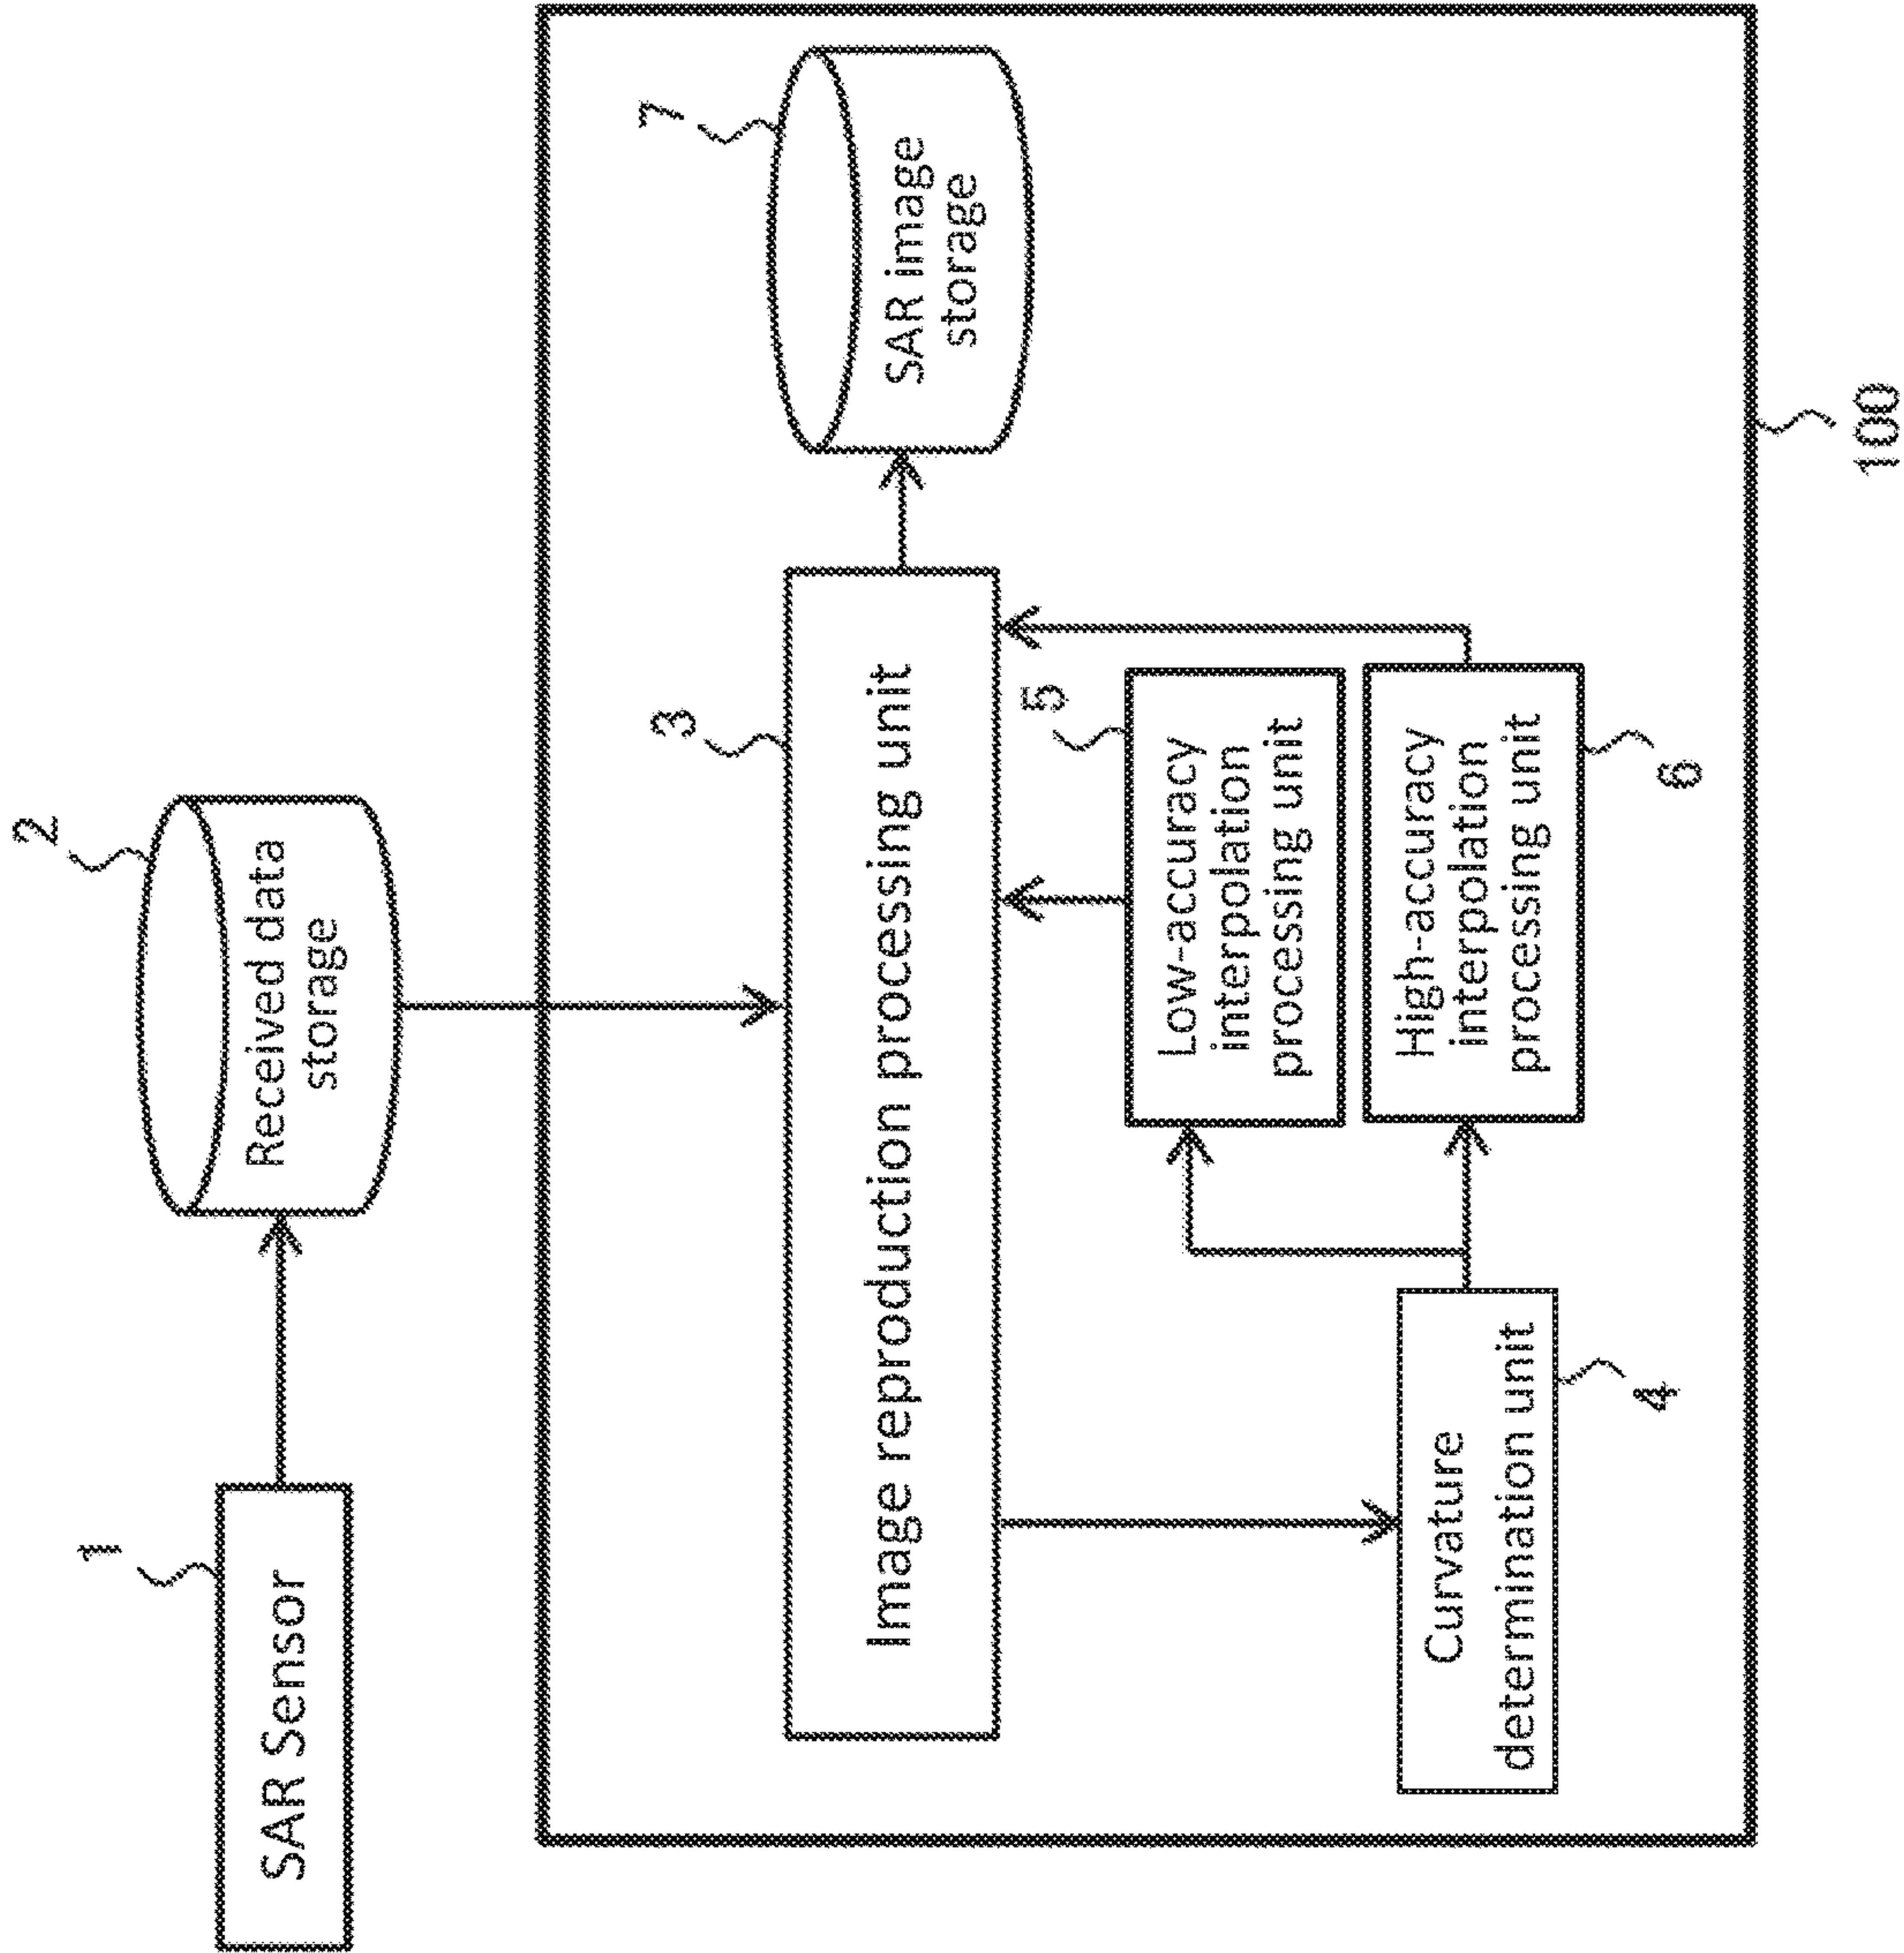 1
SAR Sensor
2
Received data
storage
3
Image reproduction processing unit
7
SAR image
storage
Curvature
determination unit
4
5
Low-accuracy
interpolation
processing unit
High-accuracy
interpolation
processing unit
6
100